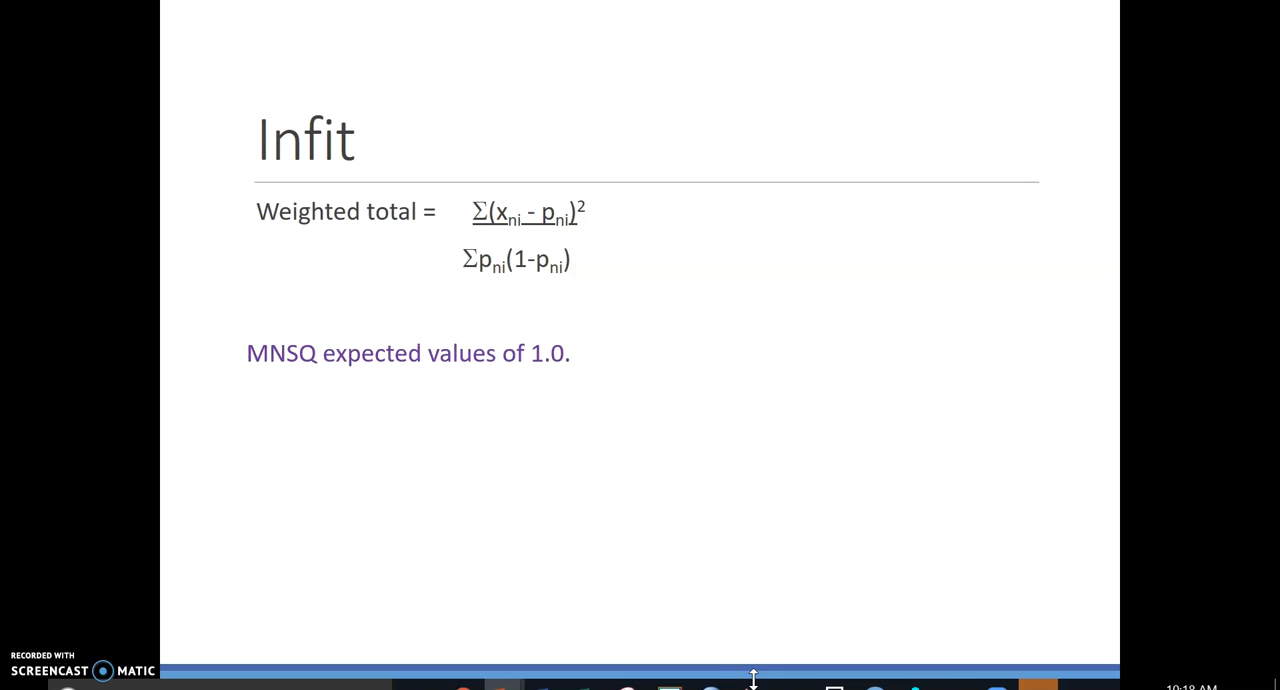 Infit
Weighted total = Σ(xni - pni)2
Σpni(1-pni)
MNSQ expected values of 1.0.
RECORDED WITH
SCREENCAST MATIC
10:18 AM